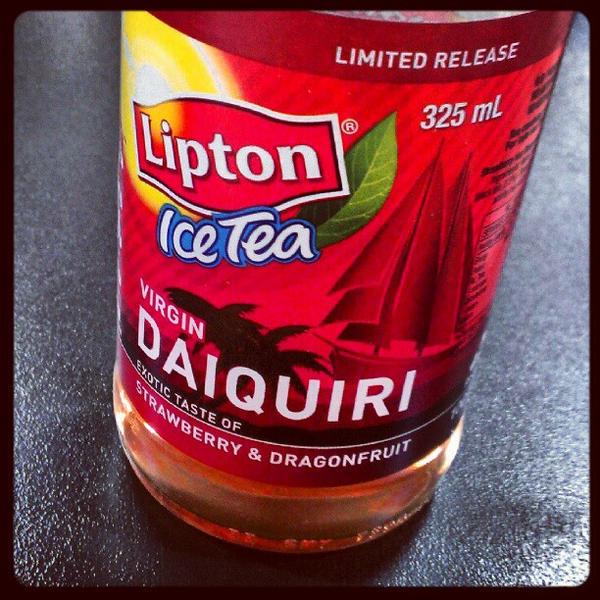 LIMITED RELEASE
325 mL
Lipton®
Ice Tea
VIRGIN
DAIQUIRI
EXOTIC TASTE OF
STRAWBERRY & DRAGONFRUIT